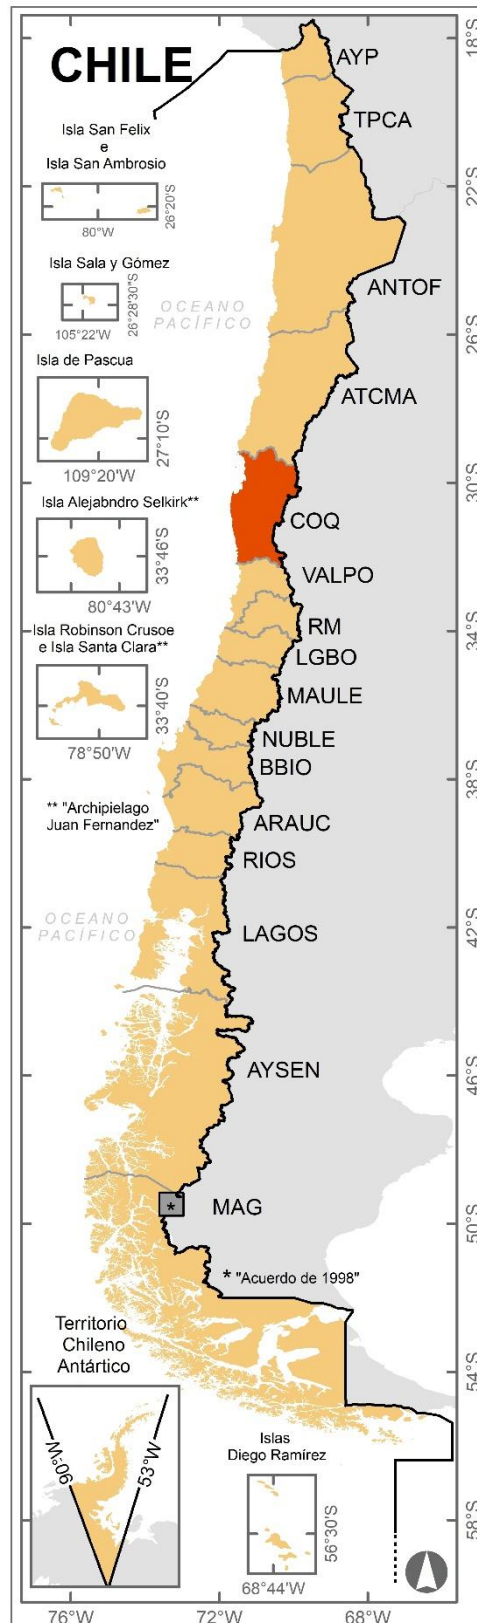 CHILE
Isla San Felix
e
Isla San Ambrosio
80°W
26°20'S
Isla Sala y Gómez
105°22'W
26°28'30"S
Isla de Pascua
109°20'W
27°10'S
Isla Alejabndro Selkirk**
80°43'W
33°46'S
Isla Robinson Crusoe
e Isla Santa Clara**
78°50'W
33°40'S
** "Archipielago
Juan Fernandez"
OCEANO
PACÍFICO
OCEANO
PACÍFICO
AYP
TPCA
ANTOF
ATCMA
COQ
VALPO
RM
LGBO
MAULE
NUBLE
BBIO
ARAUC
RIOS
LAGOS
AYSEN
MAG
*
* "Acuerdo de 1998"
Territorio
Chileno
Antártico
90°W
53°W
Islas
Diego Ramírez
68°44'W
56°30'S
18°S
22°S
26°S
30°S
34°S
38°S
42°S
46°S
50°S
54°S
58°S
76°W
72°W
68°W